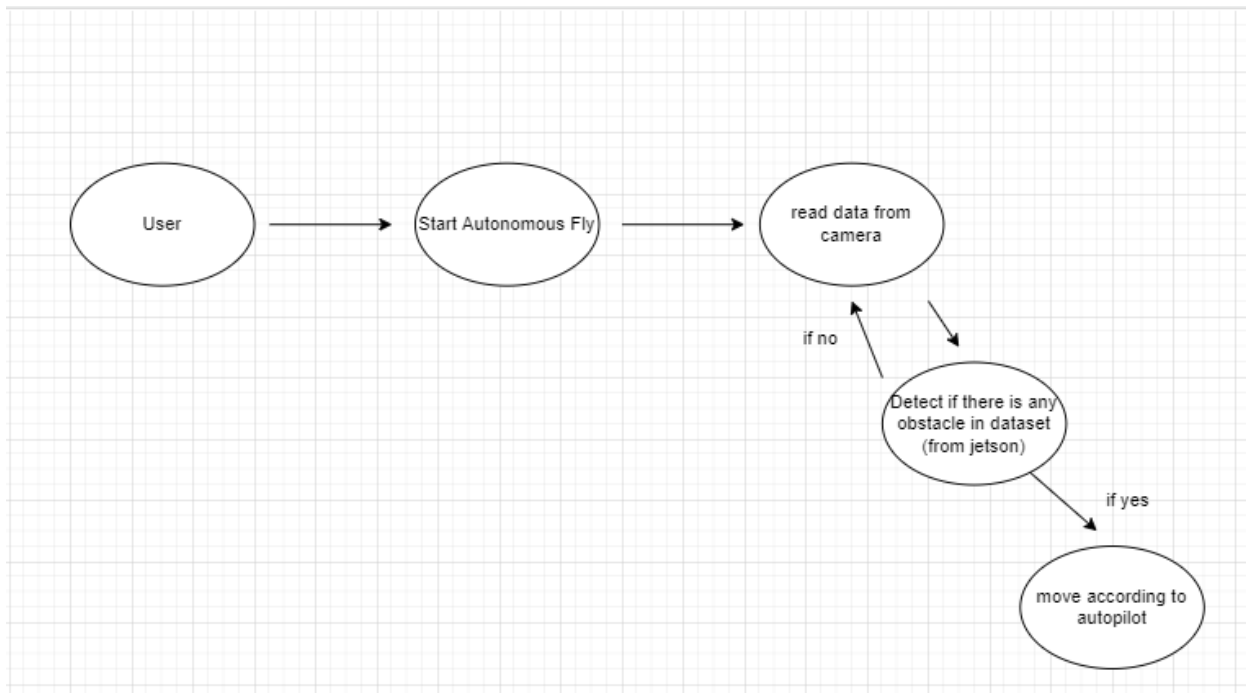 User
Start Autonomous Fly
read data from
camera
if no
Detect if there is any
obstacle in dataset
(from jetson)
if yes
move according to
autopilot